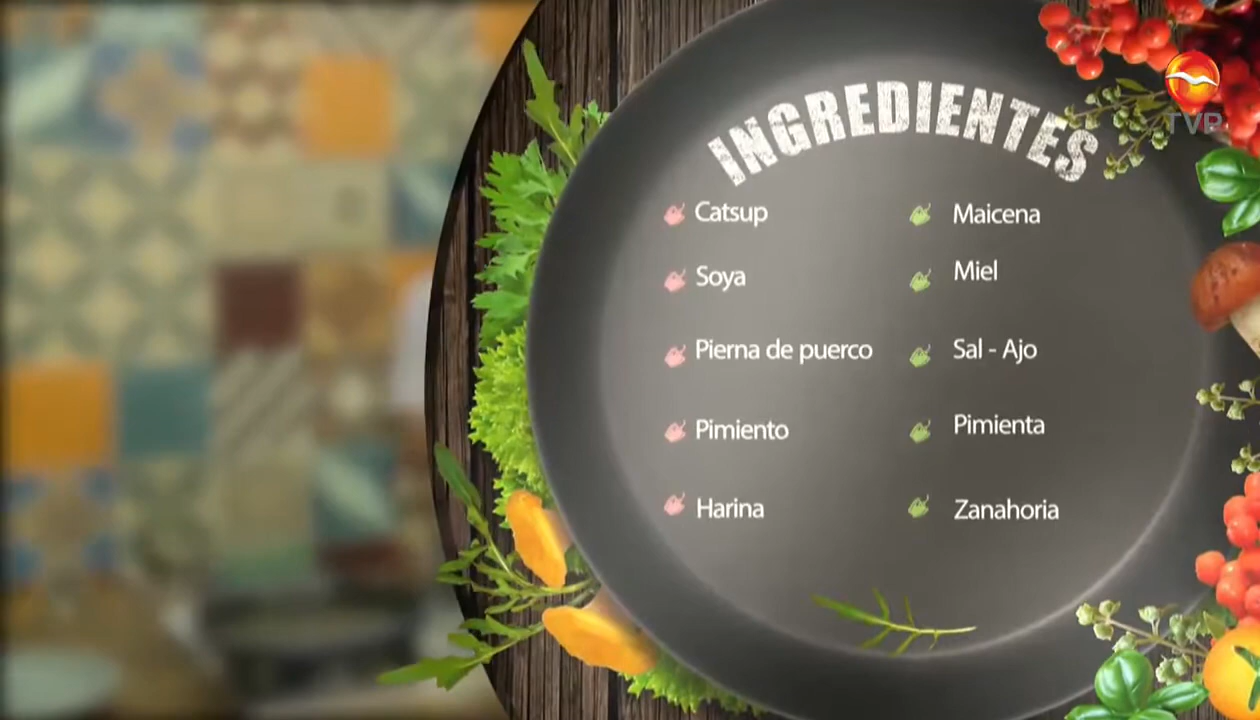 TVP
INGREDIENTES
Catsup
Soya
Pierna de puerco
Pimiento
Harina
Maicena
Miel
Sal - Ajo
Pimienta
Zanahoria